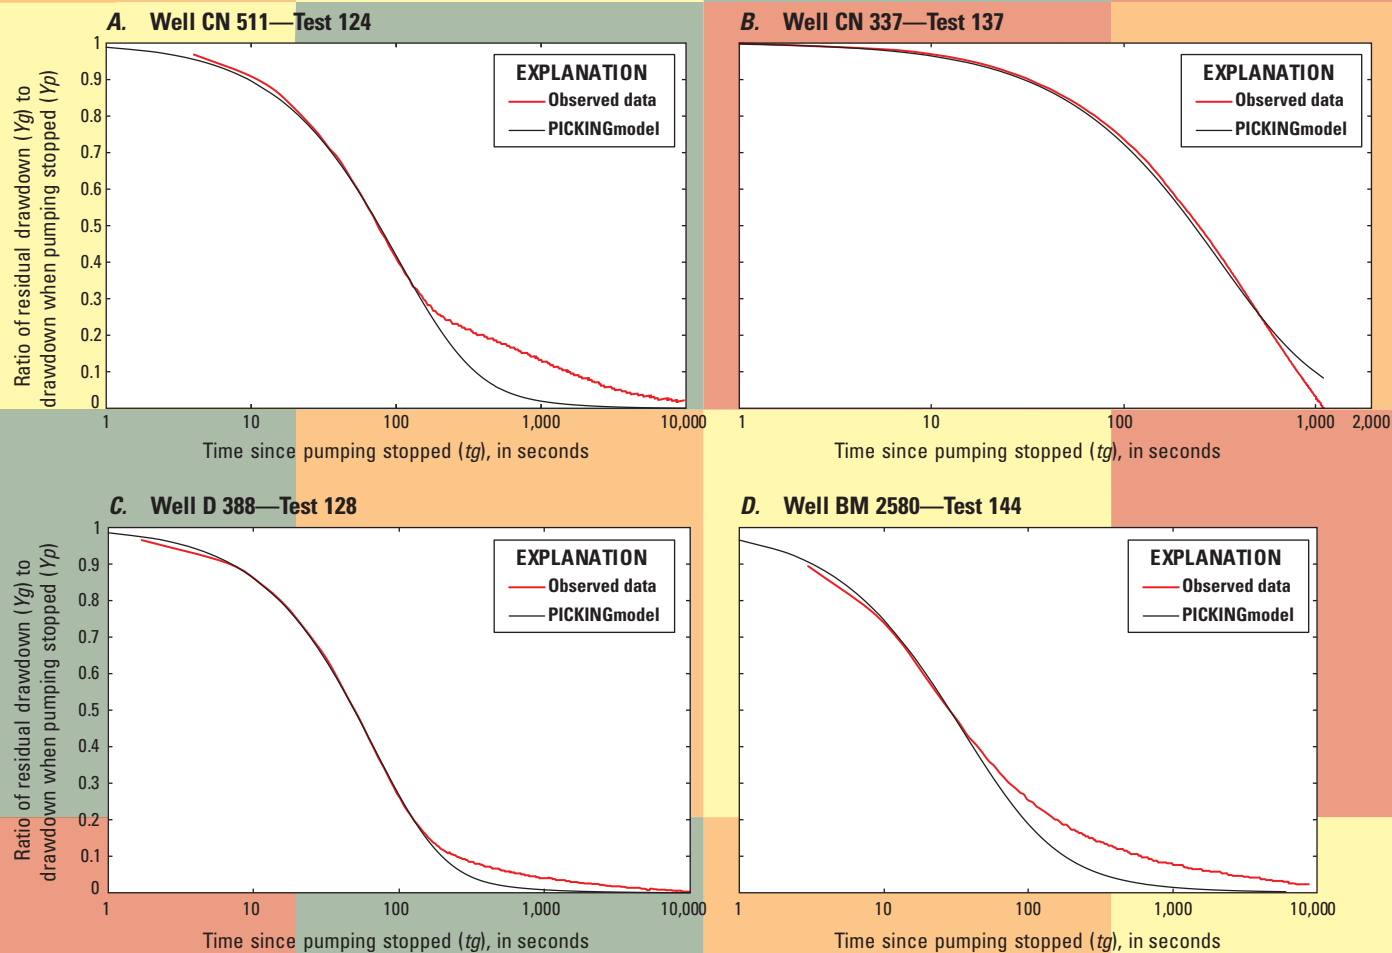 A. Well CN 511—Test 124
Ratio of residual drawdown (Yg) to
drawdown when pumping stopped (Yp)
1
0.9
0.8
0.7
0.6
0.5
0.4
0.3
0.2
0.1
0
EXPLANATION
Observed data
PICKINGmodel
1 10 100 1,000 10,000
Time since pumping stopped (tg), in seconds
B. Well CN 337—Test 137
EXPLANATION
Observed data
PICKINGmodel
1 10 100 1,000 2,000
Time since pumping stopped (tg), in seconds
C. Well D 388—Test 128
Ratio of residual drawdown (Yg) to
drawdown when pumping stopped (Yp)
1
0.9
0.8
0.7
0.6
0.5
0.4
0.3
0.2
0.1
0
EXPLANATION
Observed data
PICKINGmodel
1 10 100 1,000 10,000
Time since pumping stopped (tg), in seconds
D. Well BM 2580—Test 144
EXPLANATION
Observed data
PICKINGmodel
1 10 100 1,000 10,000
Time since pumping stopped (tg), in seconds